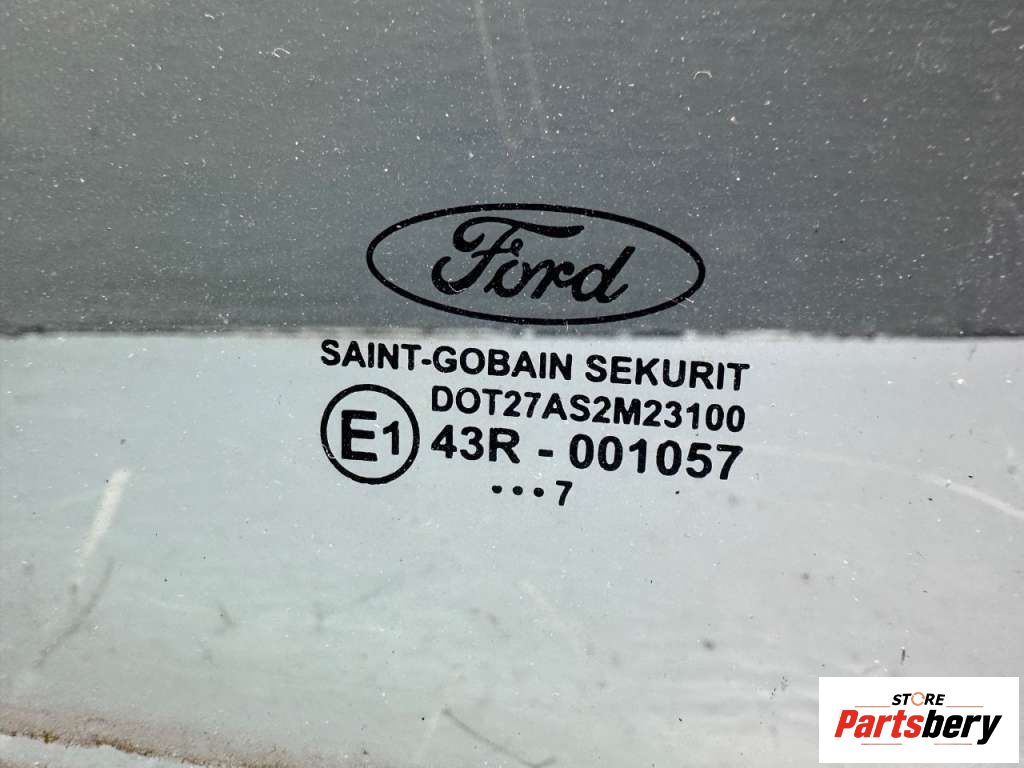 Ford
SAINT-GOBAIN SEKURIT
DOT27AS2M23100
E1 43R - 001057
•••7
STORE
Partsbery